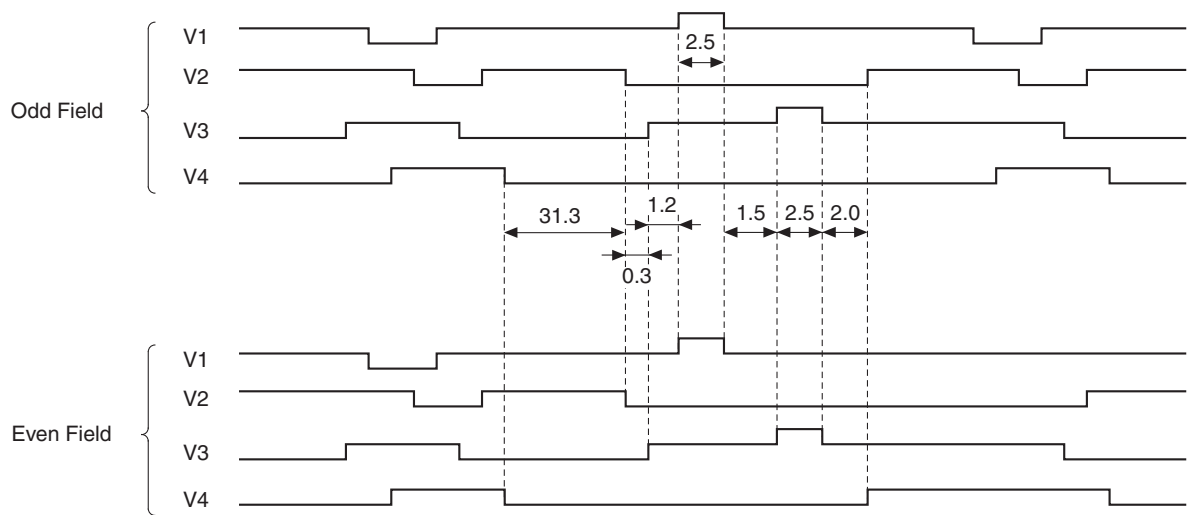 V1
2.5
V2
Odd Field
V3
V4
31.3
1.2
1.5
2.5
2.0
0.3
V1
V2
Even Field
V3
V4